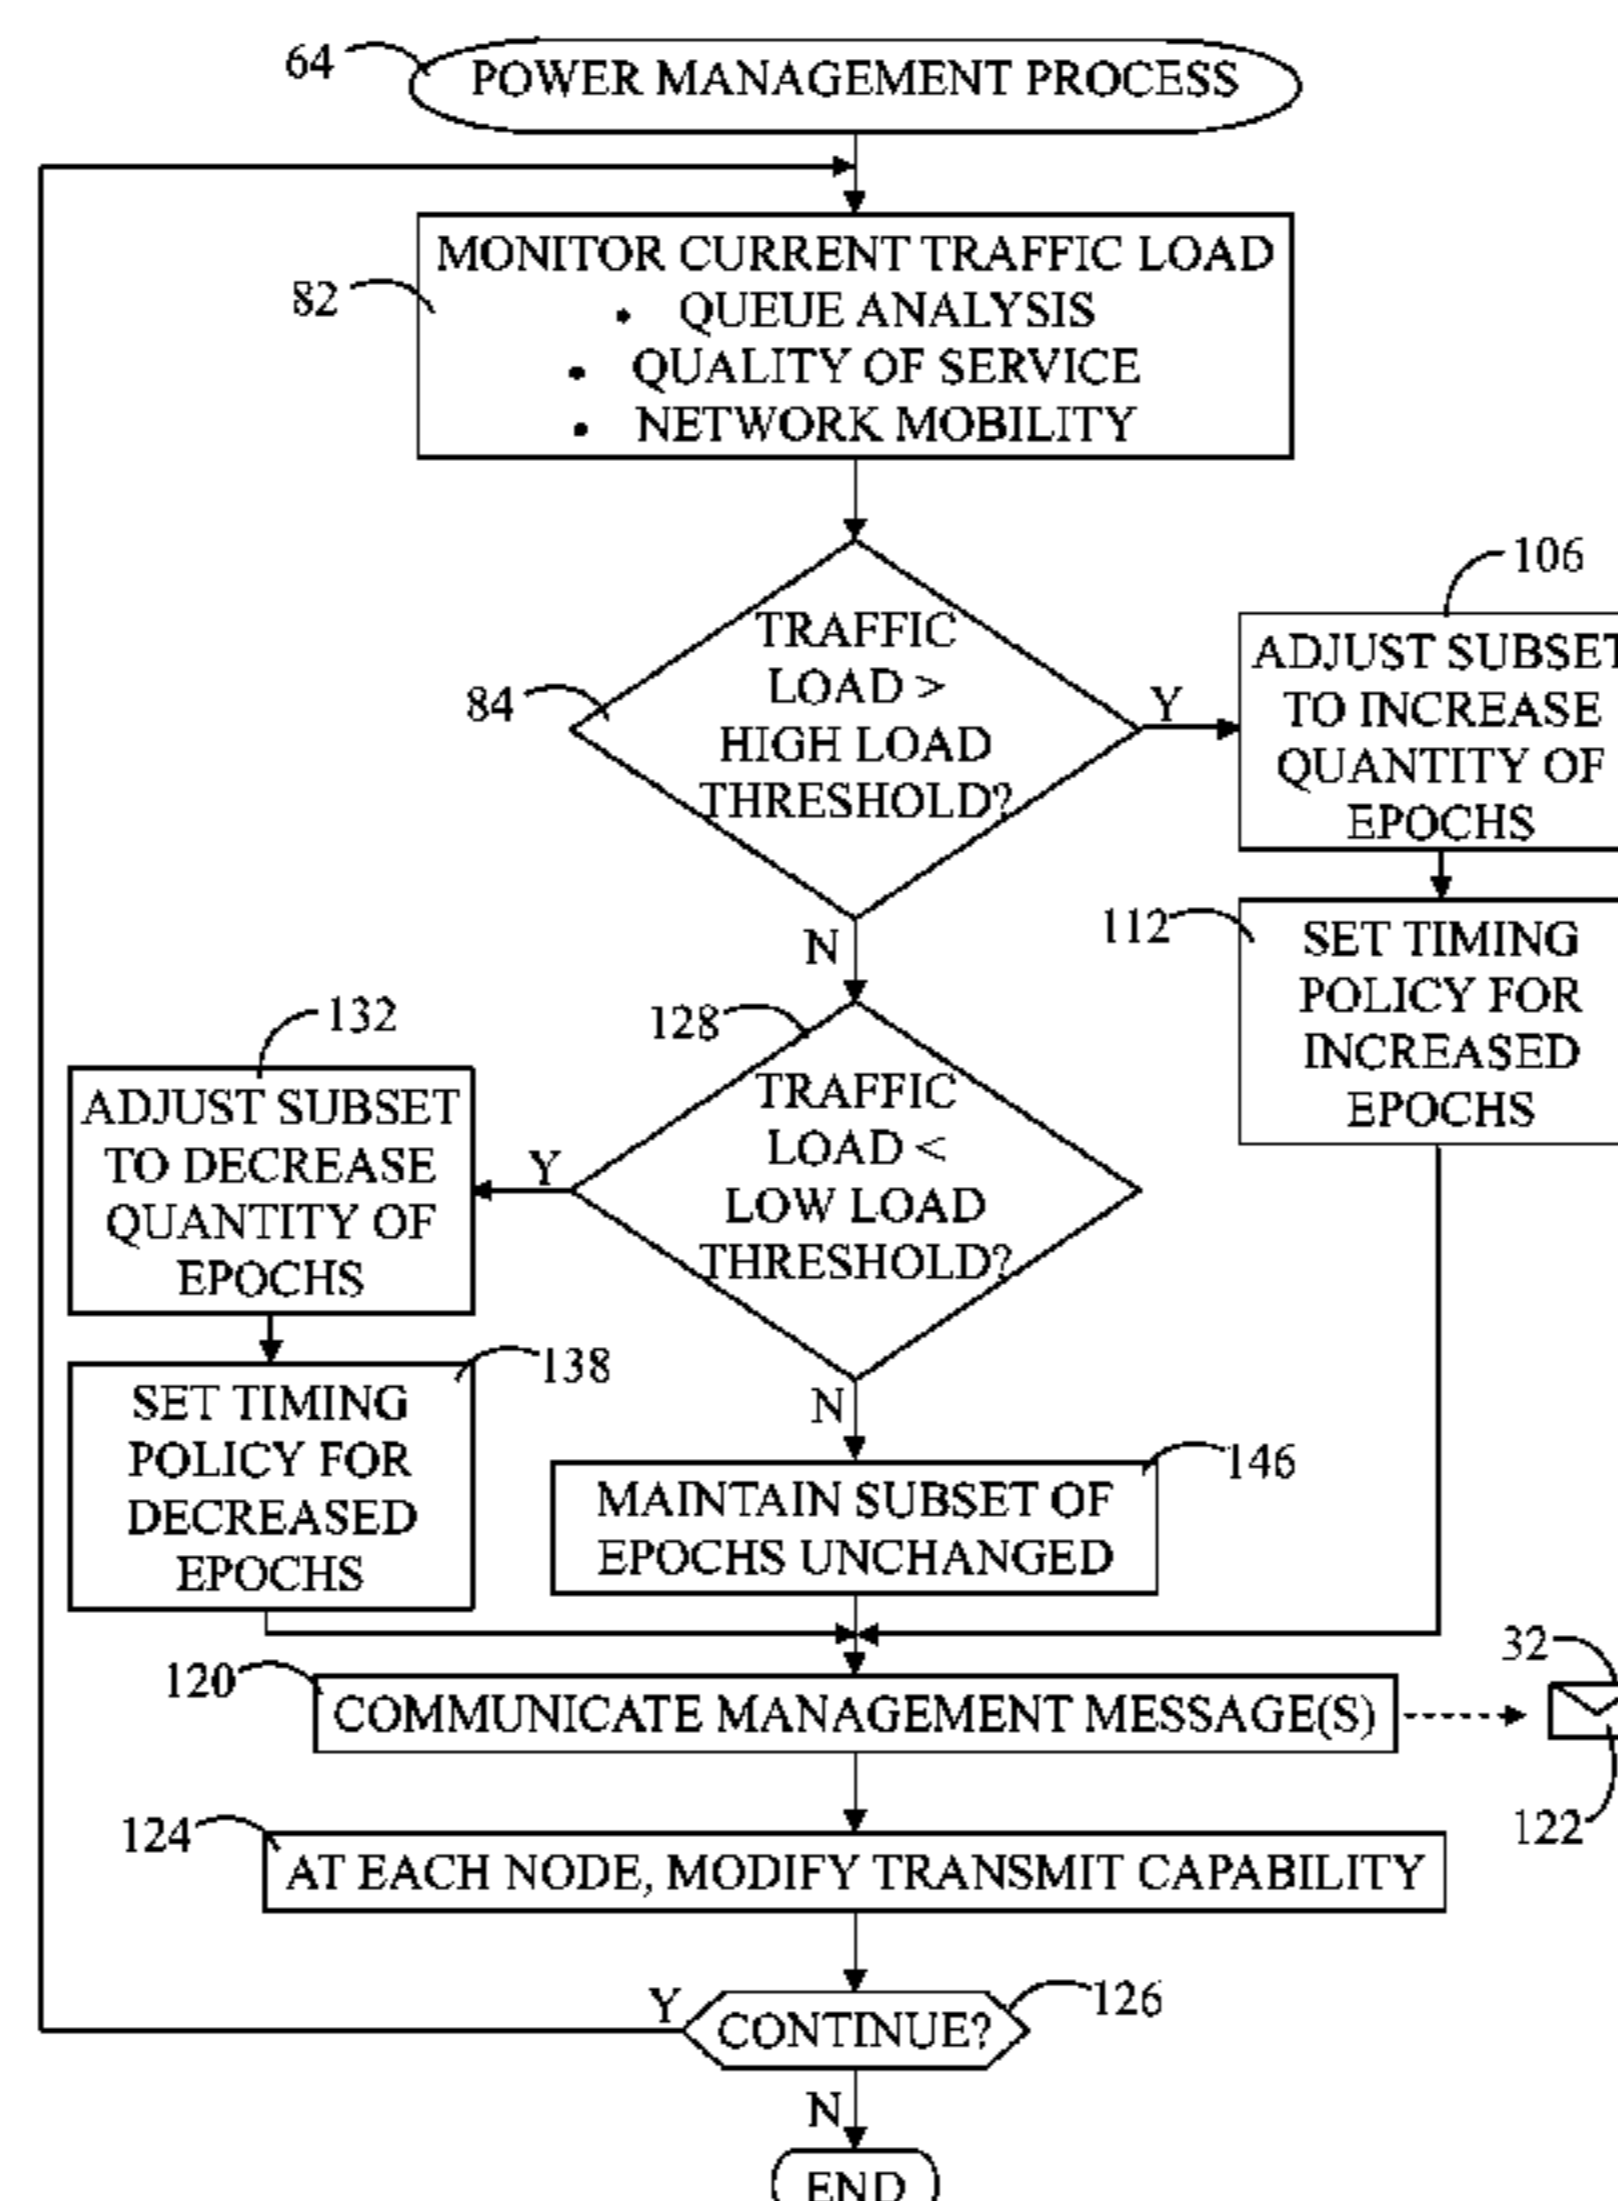 64
POWER MANAGEMENT PROCESS
82
MONITOR CURRENT TRAFFIC LOAD
• QUEUE ANALYSIS
• QUALITY OF SERVICE
• NETWORK MOBILITY
84
TRAFFIC
LOAD >
HIGH LOAD
THRESHOLD?
Y
N
106
ADJUST SUBSET
TO INCREASE
QUANTITY OF
EPOCHS
112
SET TIMING
POLICY FOR
INCREASED
EPOCHS
128
TRAFFIC
LOAD <
LOW LOAD
THRESHOLD?
Y
N
132
ADJUST SUBSET
TO DECREASE
QUANTITY OF
EPOCHS
138
SET TIMING
POLICY FOR
DECREASED
EPOCHS
146
MAINTAIN SUBSET OF
EPOCHS UNCHANGED
120
COMMUNICATE MANAGEMENT MESSAGE(S)
32
122
124
AT EACH NODE, MODIFY TRANSMIT CAPABILITY
126
CONTINUE?
Y
N
END